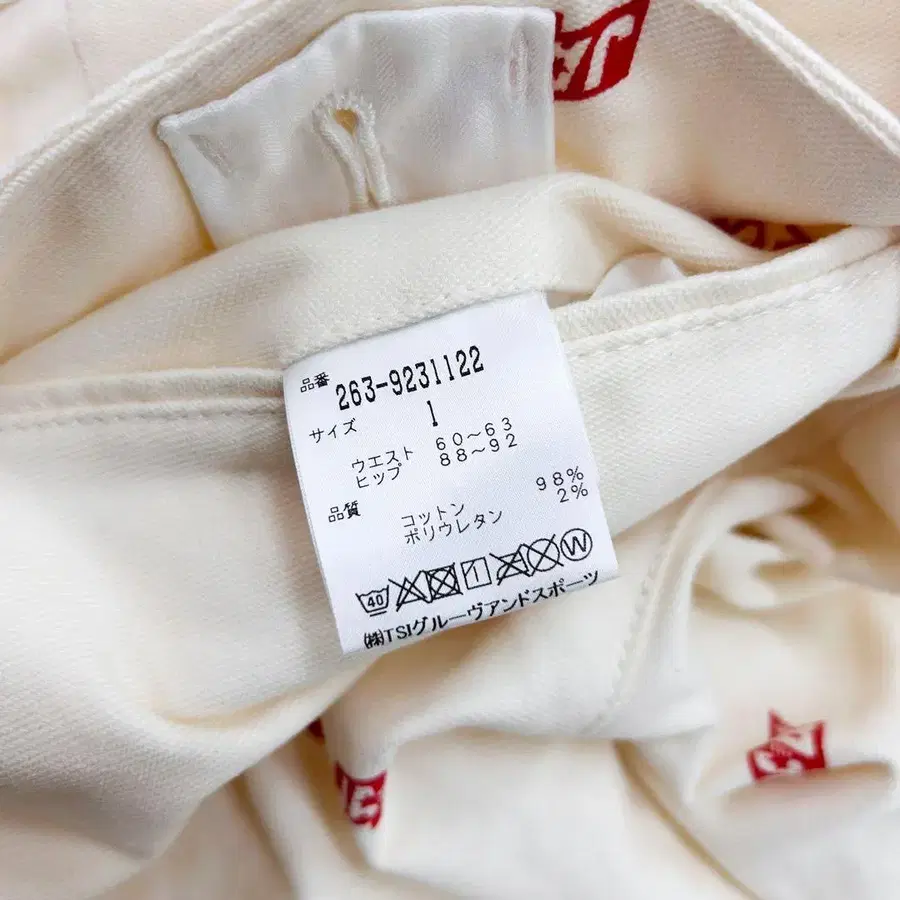 品番 263-9231122
サイズ 1
ウエスト 60～63
ヒップ 88～92
品質 コットン 98%
ポリウレタン 2%
40 1 W
㈱TSIグルーヴアンドスポーツ